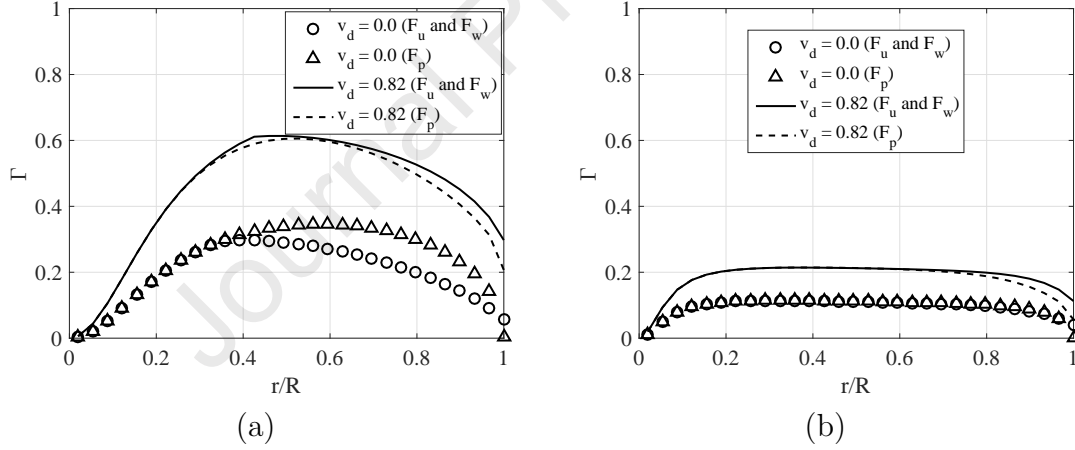 Journal Pr
1
0.8
0.6
0.4
0.2
0
Γ
0
0.2
0.4
0.6
0.8
1
r/R
v_d = 0.0 (F_u and F_w)
v_d = 0.0 (F_p)
v_d = 0.82 (F_u and F_w)
v_d = 0.82 (F_p)
(a)
1
0.8
0.6
0.4
0.2
0
Γ
0
0.2
0.4
0.6
0.8
1
r/R
v_d = 0.0 (F_u and F_w)
v_d = 0.0 (F_p)
v_d = 0.82 (F_u and F_w)
v_d = 0.82 (F_p)
(b)